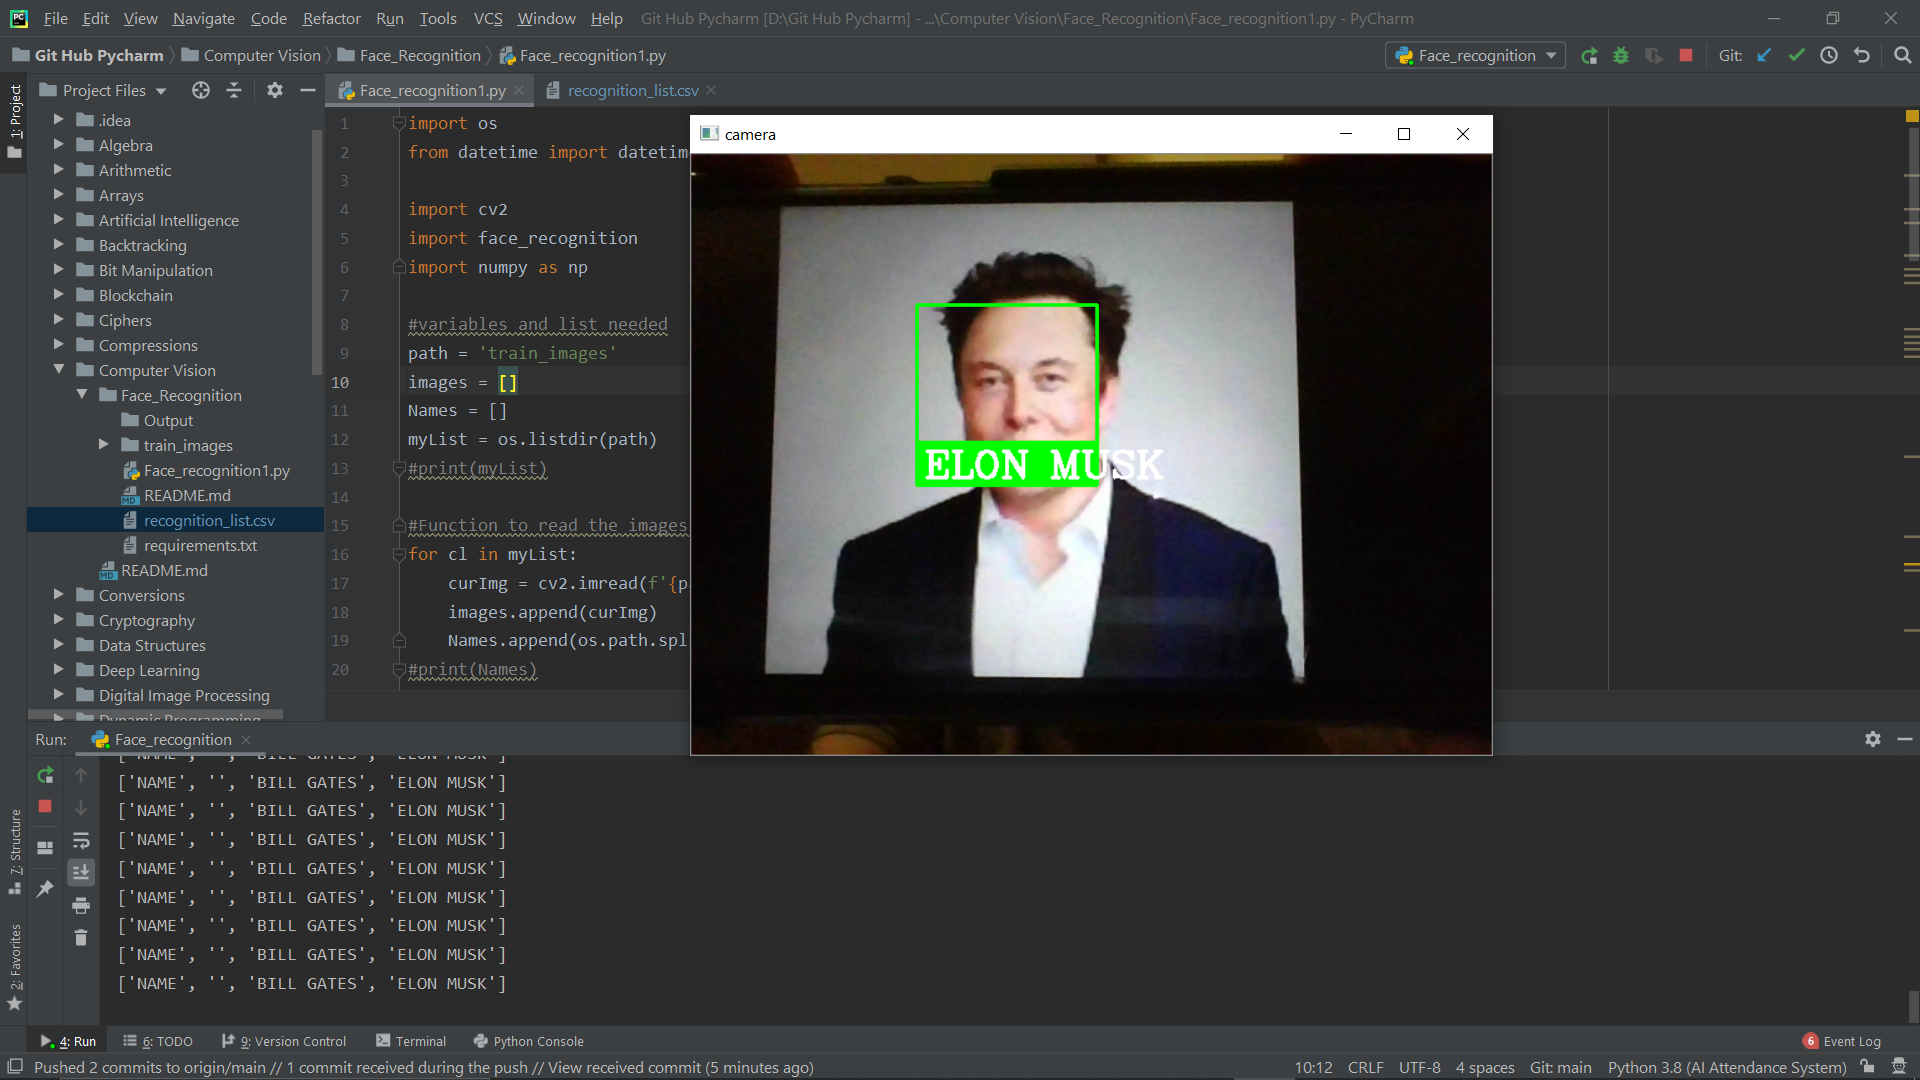 File Edit View Navigate Code Refactor Run Tools VCS Window Help Git Hub Pycharm [D:\Git Hub Pycharm] - ...\Computer Vision\Face_Recognition\Face_recognition1.py - PyCharm
Git Hub Pycharm Computer Vision Face_Recognition Face_recognition1.py Face_recognition Git:
1: Project
Project Files
Face_recognition1.py recognition_list.csv
.idea
Algebra
Arithmetic
Arrays
Artificial Intelligence
Backtracking
Bit Manipulation
Blockchain
Ciphers
Compressions
Computer Vision
Face_Recognition
Output
train_images
Face_recognition1.py
README.md
recognition_list.csv
requirements.txt
README.md
Conversions
Cryptography
Data Structures
Deep Learning
Digital Image Processing
Dynamic Programming
1 import os
2 from datetime import datetim
3
4 import cv2
5 import face_recognition
6 import numpy as np
7
8 #variables and list needed
9 path = 'train_images'
10 images = []
11 Names = []
12 myList = os.listdir(path)
13 #print(myList)
14
15 #Function to read the images
16 for cl in myList:
17 curImg = cv2.imread(f'{p
18 images.append(curImg)
19 Names.append(os.path.spl
20 #print(Names)
camera
ELON MUSK
Run: Face_recognition
['NAME', '', 'BILL GATES', 'ELON MUSK']
['NAME', '', 'BILL GATES', 'ELON MUSK']
['NAME', '', 'BILL GATES', 'ELON MUSK']
['NAME', '', 'BILL GATES', 'ELON MUSK']
['NAME', '', 'BILL GATES', 'ELON MUSK']
['NAME', '', 'BILL GATES', 'ELON MUSK']
['NAME', '', 'BILL GATES', 'ELON MUSK']
['NAME', '', 'BILL GATES', 'ELON MUSK']
['NAME', '', 'BILL GATES', 'ELON MUSK']
7: Structure
2: Favorites
4: Run 6: TODO 9: Version Control Terminal Python Console 6 Event Log
Pushed 2 commits to origin/main // 1 commit received during the push // View received commit (5 minutes ago) 10:12 CRLF UTF-8 4 spaces Git: main Python 3.8 (AI Attendance System)